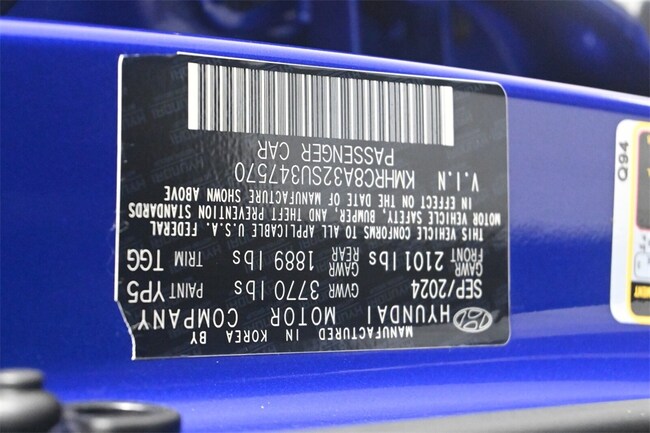 MANUFACTURED IN KOREA BY
HYUNDAI MOTOR COMPANY
SEP/2024 GVWR 3770 lbs PAINT YP5
GAWR FRONT 2101 lbs GAWR REAR 1889 lbs TRIM TGG
THIS VEHICLE CONFORMS TO ALL APPLICABLE U.S.A. FEDERAL
MOTOR VEHICLE SAFETY, BUMPER, AND THEFT PREVENTION STANDARDS
IN EFFECT ON THE DATE OF MANUFACTURE SHOWN ABOVE
V.I.N KMHRC8A32SU347570
PASSENGER CAR
Q94